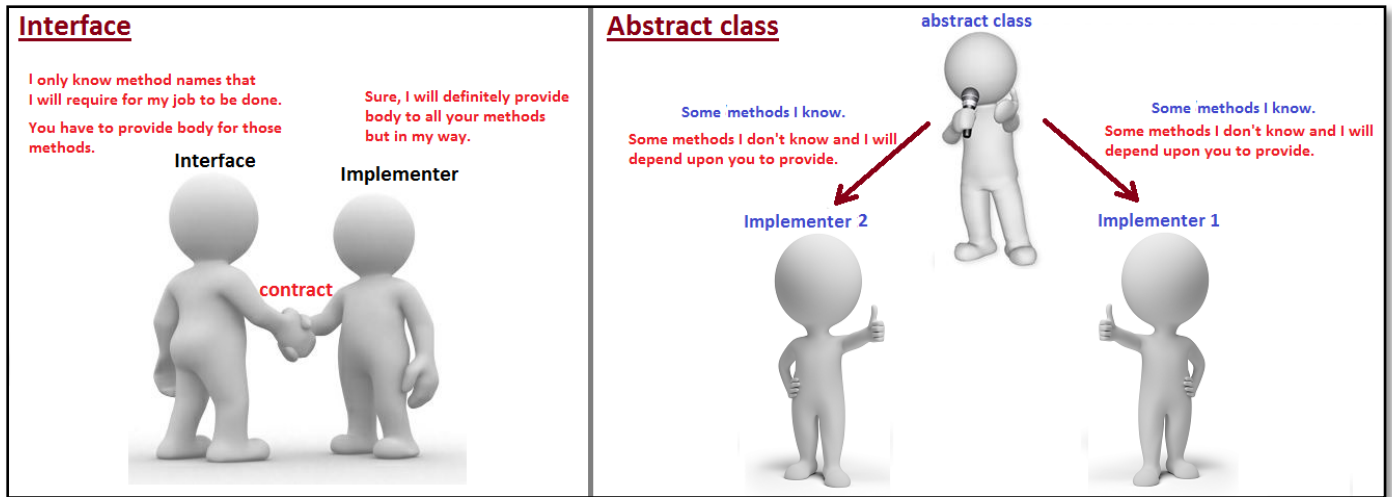 Interface
I only know method names that
I will require for my job to be done.
You have to provide body for those
methods.
Sure, I will definitely provide
body to all your methods
but in my way.
Interface
Implementer
contract
Abstract class
abstract class
Some methods I know.
Some methods I don't know and I will
depend upon you to provide.
Some methods I know.
Some methods I don't know and I will
depend upon you to provide.
Implementer 2
Implementer 1